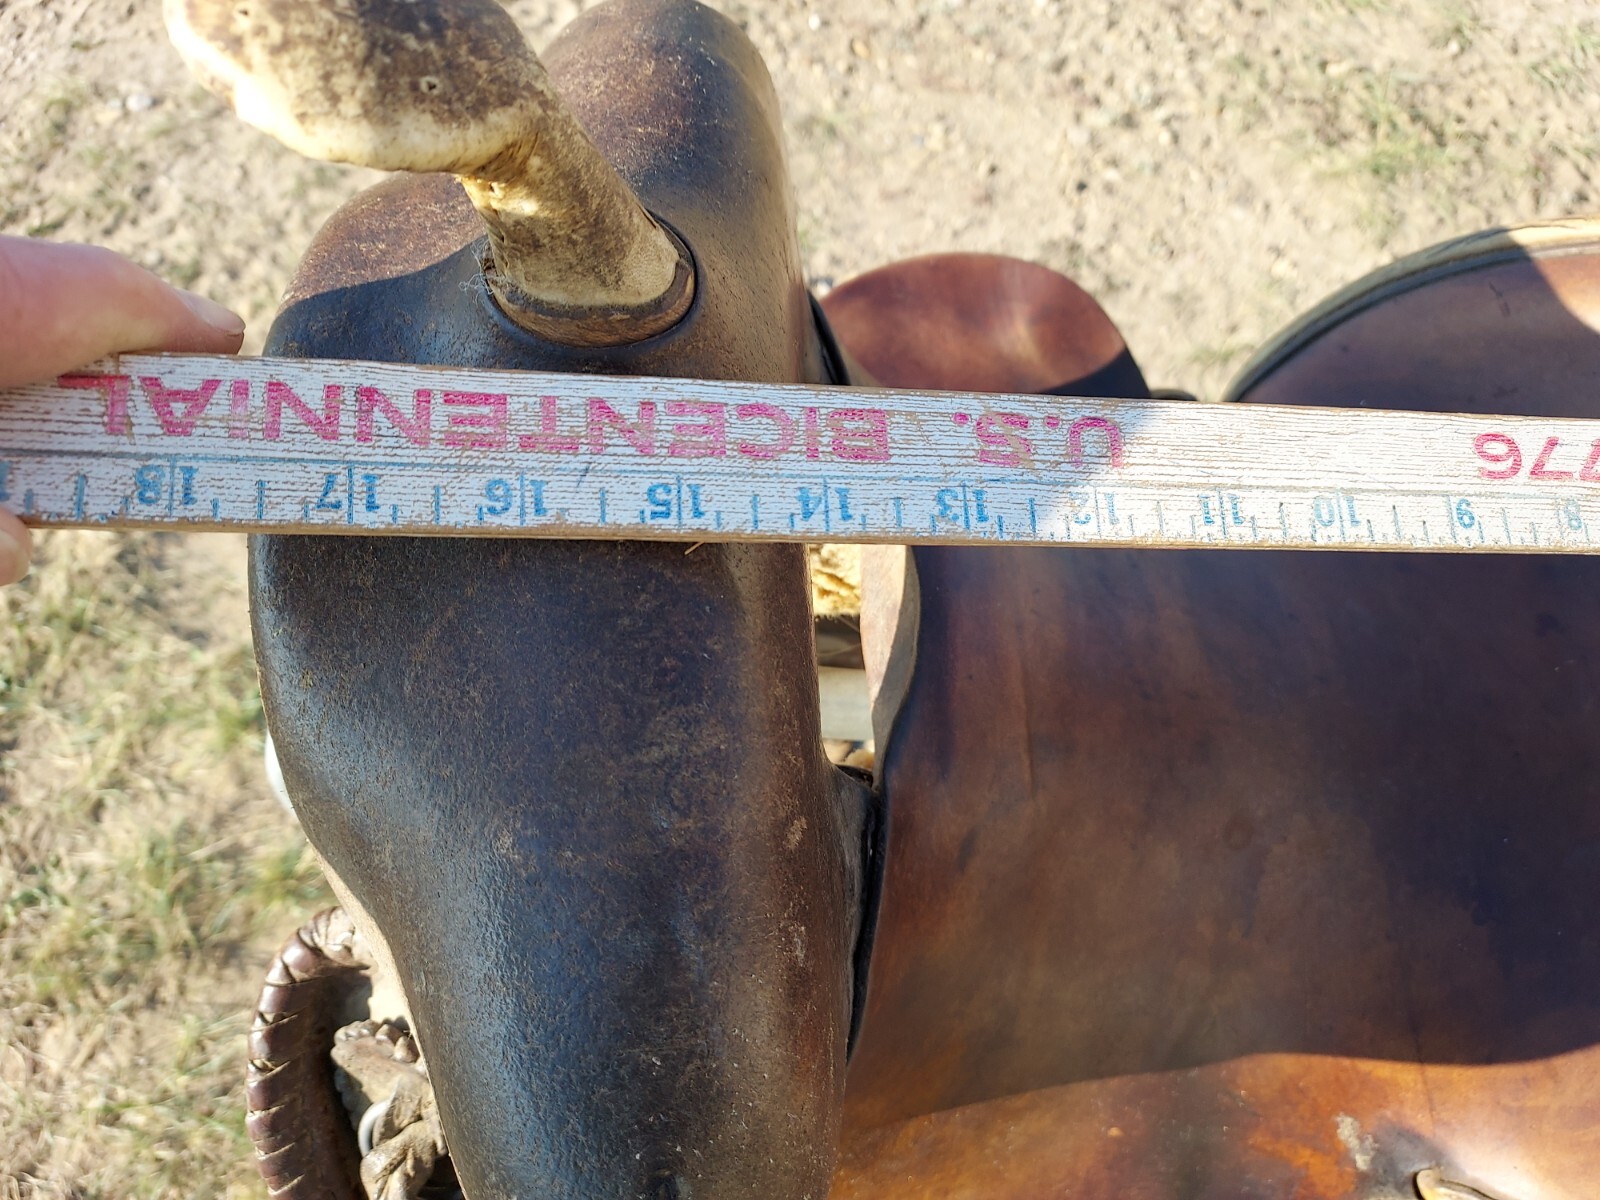 8 9 10 11 12 13 14 15 16 17 18
776 U.S. BICENTENNIAL